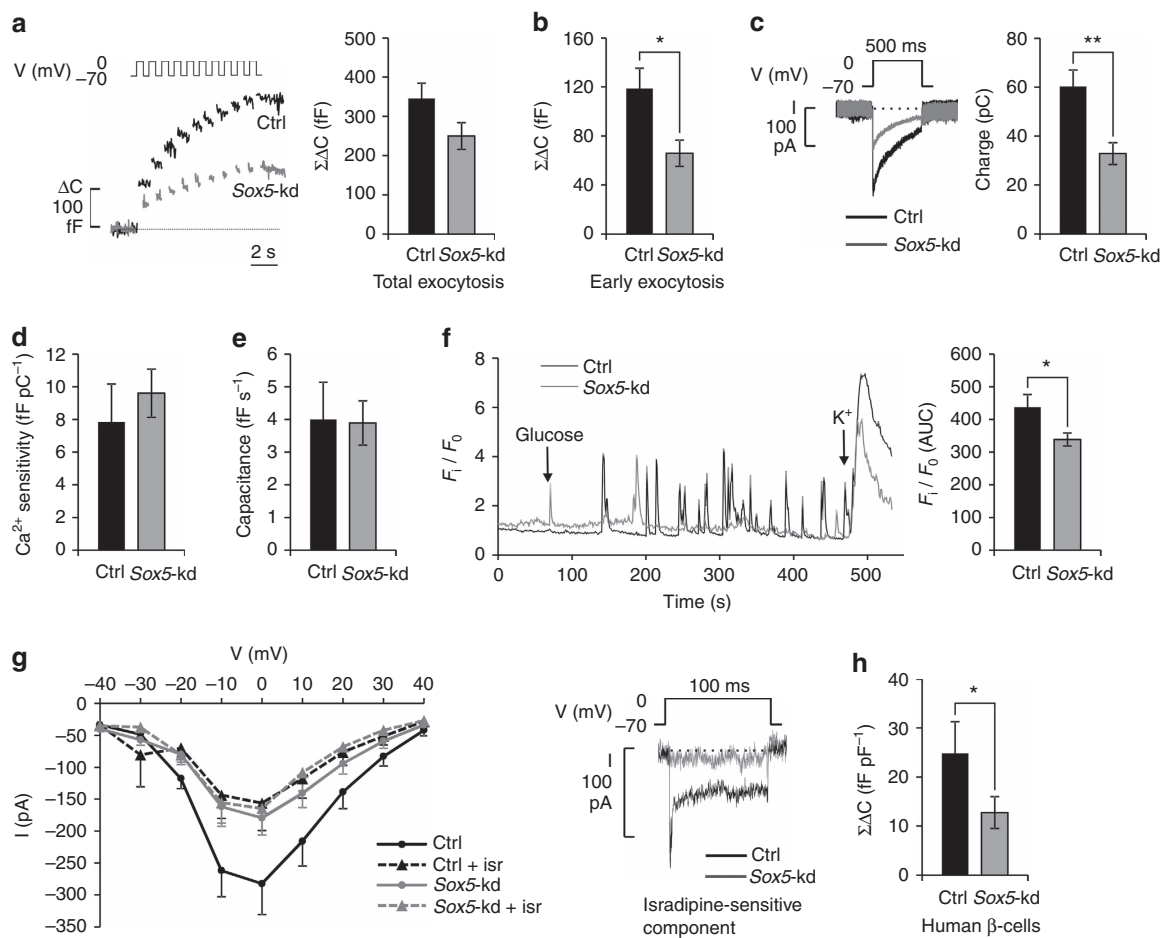 a
V (mV)
0
−70
Ctrl
Sox5-kd
ΔC
100
fF
2 s
ΣΔC (fF)
500
400
300
200
100
0
Ctrl Sox5-kd
Total exocytosis
b
ΣΔC (fF)
160
120
80
40
0
*
Ctrl Sox5-kd
Early exocytosis
c
500 ms
0
V (mV)
−70
I
100
pA
Ctrl
Sox5-kd
Charge (pC)
80
60
40
20
0
**
Ctrl Sox5-kd
d
Ca2+ sensitivity (fF pC−1)
12
10
8
6
4
2
0
Ctrl Sox5-kd
e
Capacitance (fF s−1)
6
5
4
3
2
1
0
Ctrl Sox5-kd
f
Fi / F0
8
6
4
2
0
Ctrl
Sox5-kd
Glucose
K+
0 100 200 300 400 500
Time (s)
Fi / F0 (AUC)
600
500
400
300
200
100
0
*
Ctrl Sox5-kd
g
V (mV)
−40 −30 −20 −10 0 10 20 30 40
I (pA)
0
−50
−100
−150
−200
−250
−300
−350
Ctrl
Ctrl + isr
Sox5-kd
Sox5-kd + isr
100 ms
0
V (mV)
−70
I
100
pA
Ctrl
Sox5-kd
Isradipine-sensitive
component
h
ΣΔC (fF pF−1)
40
30
20
10
0
*
Ctrl Sox5-kd
Human β-cells